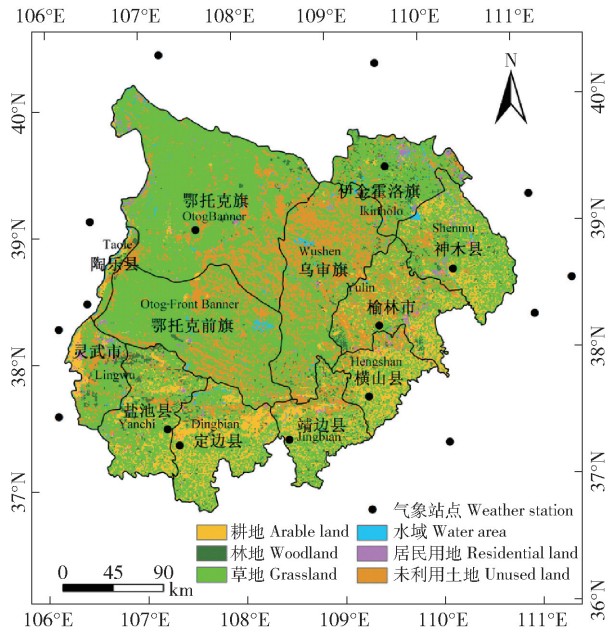 106°E 107°E 108°E 109°E 110°E 111°E
N
40°N
40°N
39°N
39°N
38°N
38°N
37°N
37°N
36°N
鄂托克旗
OtogBanner
伊金霍洛旗
Ikinholo
Shenmu
神木县
Taole
陶乐县
Wushen
乌审旗
Yulin
榆林市
Otog-Front Banner
鄂托克前旗
灵武市
Lingwu
Hengshan
横山县
盐池县
Yanchi
Dingbian
定边县
靖边县
Jingbian
气象站点 Weather station
耕地 Arable land
水域 Water area
林地 Woodland
居民用地 Residential land
草地 Grassland
未利用土地 Unused land
0 45 90
km
106°E 107°E 108°E 109°E 110°E 111°E